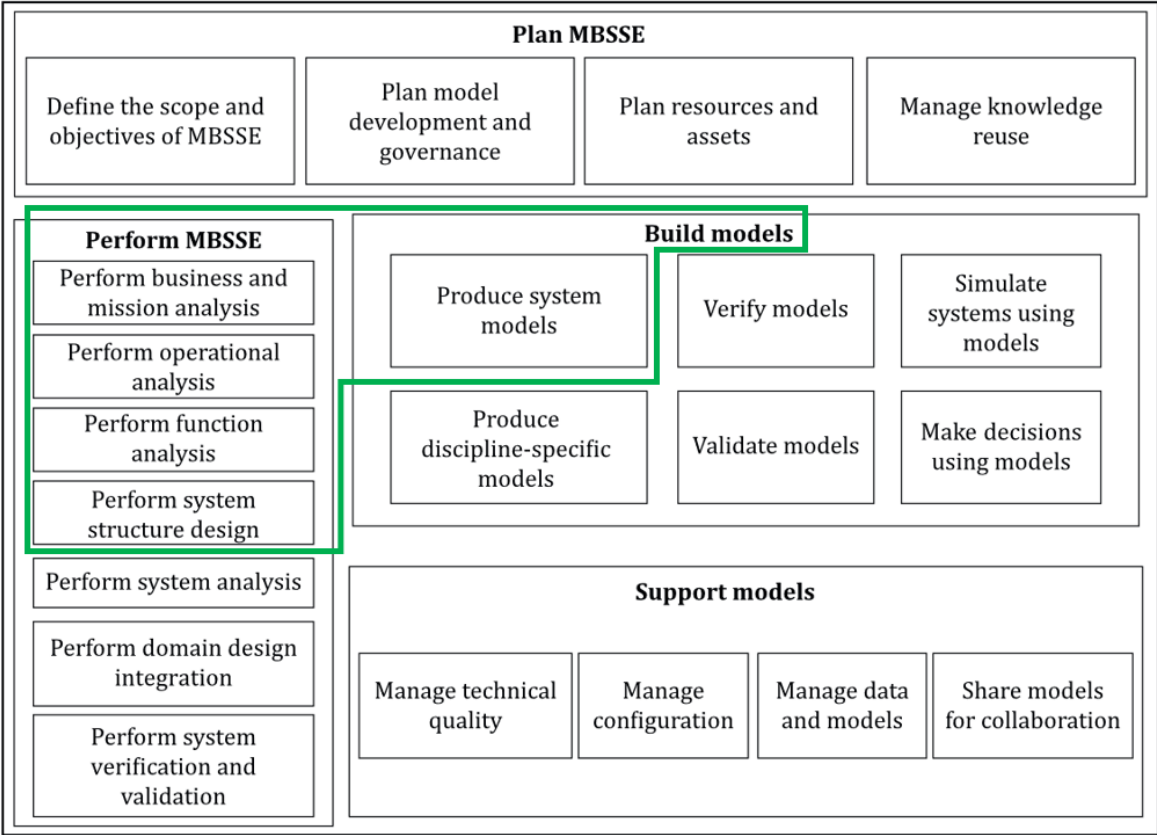 Plan MBSSE
Define the scope and
objectives of MBSSE
Plan model
development and
governance
Plan resources and
assets
Manage knowledge
reuse
Perform MBSSE
Perform business and
mission analysis
Perform operational
analysis
Perform function
analysis
Perform system
structure design
Perform system analysis
Perform domain design
integration
Perform system
verification and
validation
Build models
Produce system
models
Verify models
Simulate
systems using
models
Produce
discipline-specific
models
Validate models
Make decisions
using models
Support models
Manage technical
quality
Manage
configuration
Manage data
and models
Share models
for collaboration